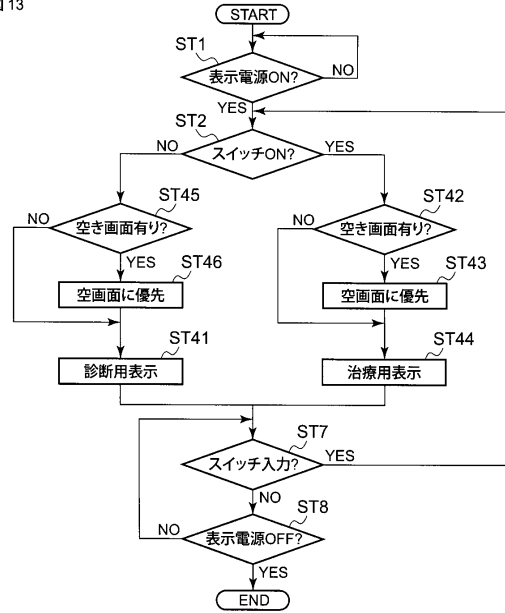 図13
START
ST1
表示電源ON?
NO
YES
ST2
スイッチON?
NO
YES
ST45
空き画面有り?
NO
YES
ST46
空画面に優先
ST41
診断用表示
ST42
空き画面有り?
NO
YES
ST43
空画面に優先
ST44
治療用表示
ST7
スイッチ入力?
YES
NO
ST8
表示電源OFF?
NO
YES
END